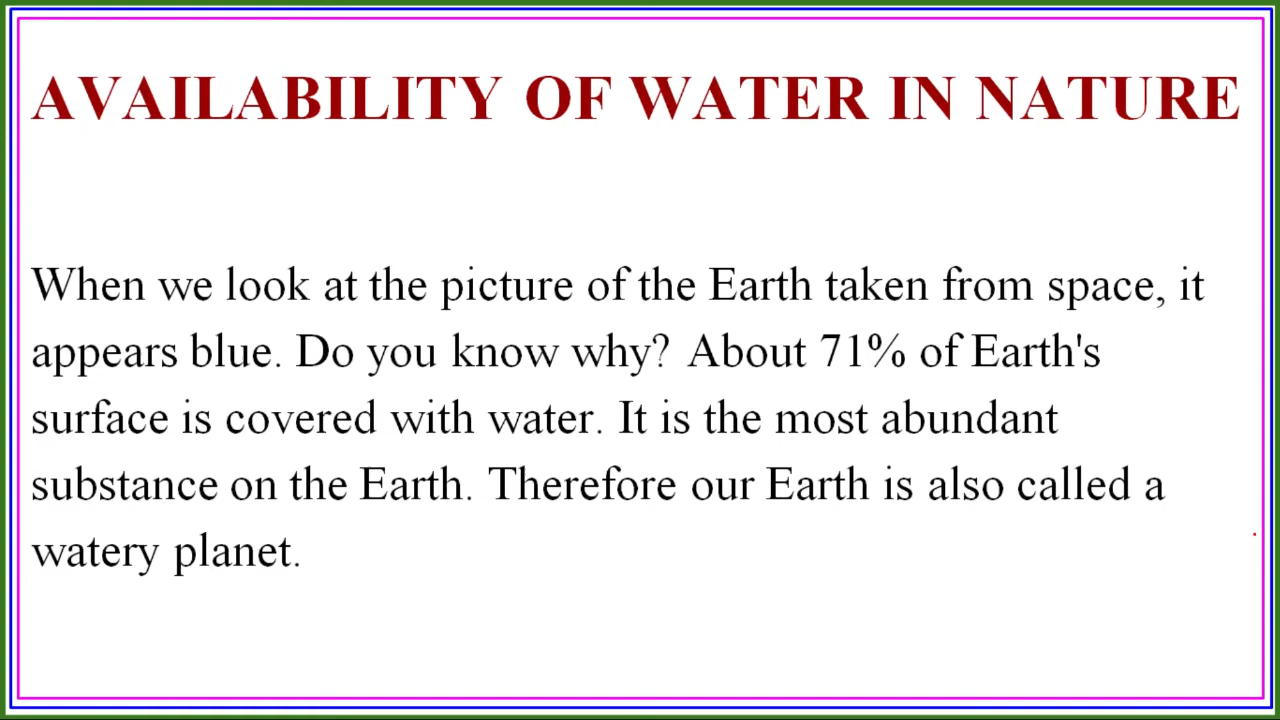 AVAILABILITY OF WATER IN NATURE
When we look at the picture of the Earth taken from space, it
appears blue. Do you know why? About 71% of Earth's
surface is covered with water. It is the most abundant
substance on the Earth. Therefore our Earth is also called a
watery planet.